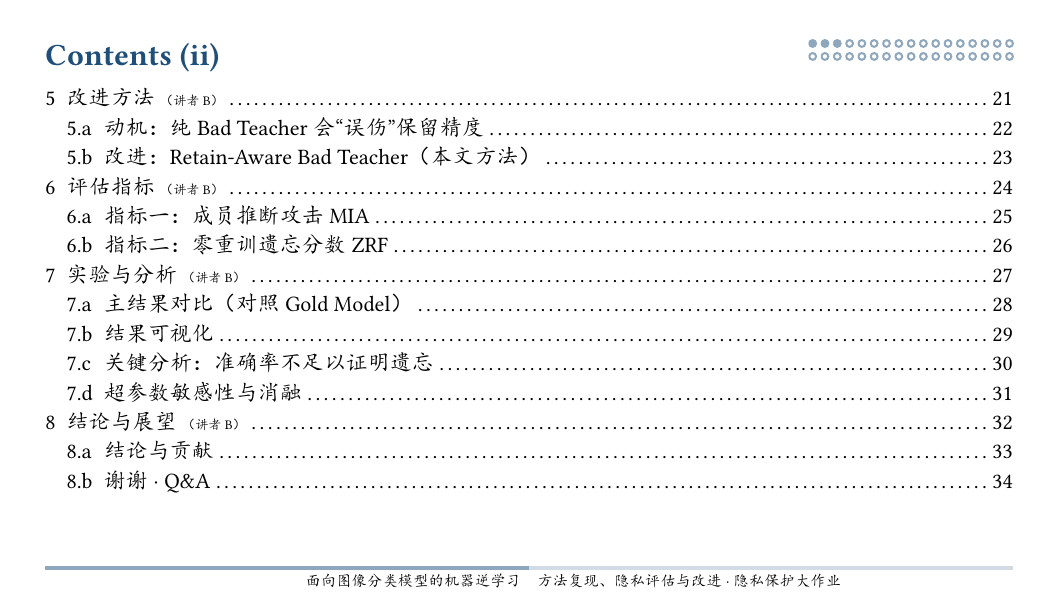 Contents (ii)
5 改进方法 (讲者 B) 21
5.a 动机：纯 Bad Teacher 会“误伤”保留精度 22
5.b 改进：Retain-Aware Bad Teacher（本文方法） 23
6 评估指标 (讲者 B) 24
6.a 指标一：成员推断攻击 MIA 25
6.b 指标二：零重训遗忘分数 ZRF 26
7 实验与分析 (讲者 B) 27
7.a 主结果对比（对照 Gold Model） 28
7.b 结果可视化 29
7.c 关键分析：准确率不足以证明遗忘 30
7.d 超参数敏感性与消融 31
8 结论与展望 (讲者 B) 32
8.a 结论与贡献 33
8.b 谢谢 · Q&A 34
面向图像分类模型的机器逆学习 方法复现、隐私评估与改进 · 隐私保护大作业